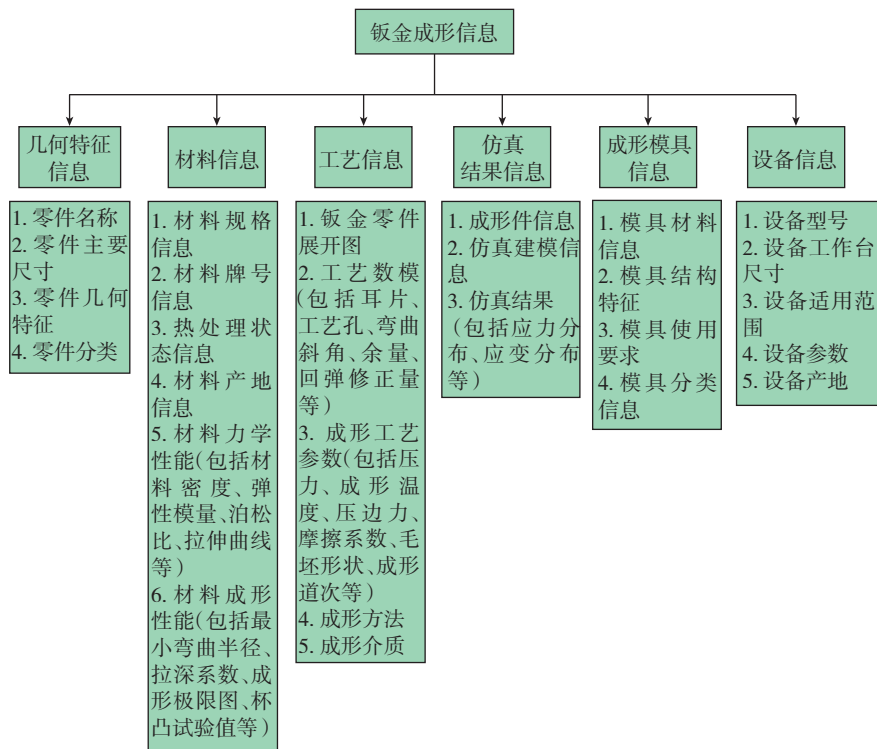 钣金成形信息
几何特征
信息
1. 零件名称
2. 零件主要
尺寸
3. 零件几何
特征
4. 零件分类
材料信息
1. 材料规格
信息
2. 材料牌号
信息
3. 热处理状
态信息
4. 材料产地
信息
5. 材料力学
性能(包括材
料密度、弹
性模量、泊松
比、拉伸曲线
等)
6. 材料成形
性能(包括最
小弯曲半径、
拉深系数、成
形极限图、杯
凸试验值等)
工艺信息
1. 钣金零件
展开图
2. 工艺数模
(包括耳片、
工艺孔、弯曲
斜角、余量、
回弹修正量
等)
3. 成形工艺
参数(包括压
力、成形温
度、压边力、
摩擦系数、毛
坯形状、成形
道次等)
4. 成形方法
5. 成形介质
仿真
结果信息
1. 成形件信息
2. 仿真建模信
息
3. 仿真结果
(包括应力分
布、应变分布
等)
成形模具
信息
1. 模具材料
信息
2. 模具结构
特征
3. 模具使用
要求
4. 模具分类
信息
设备信息
1. 设备型号
2. 设备工作台
尺寸
3. 设备适用范
围
4. 设备参数
5. 设备产地